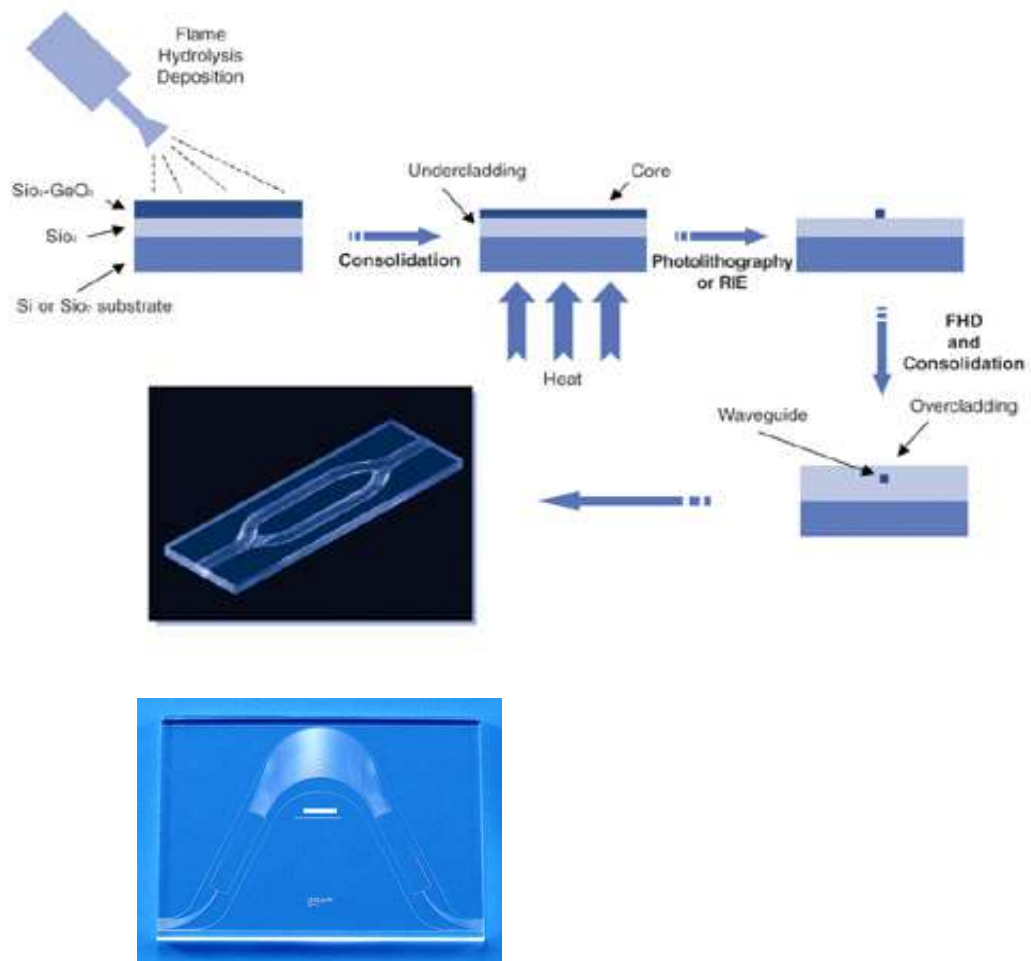 Flame
Hydrolysis
Deposition
Sio₂-GeO₂
Sio₂
Si or Sio₂ substrate
Undercladding
Core
Consolidation
Photolithography
or RIE
Heat
FHD
and
Consolidation
Waveguide
Overcladding